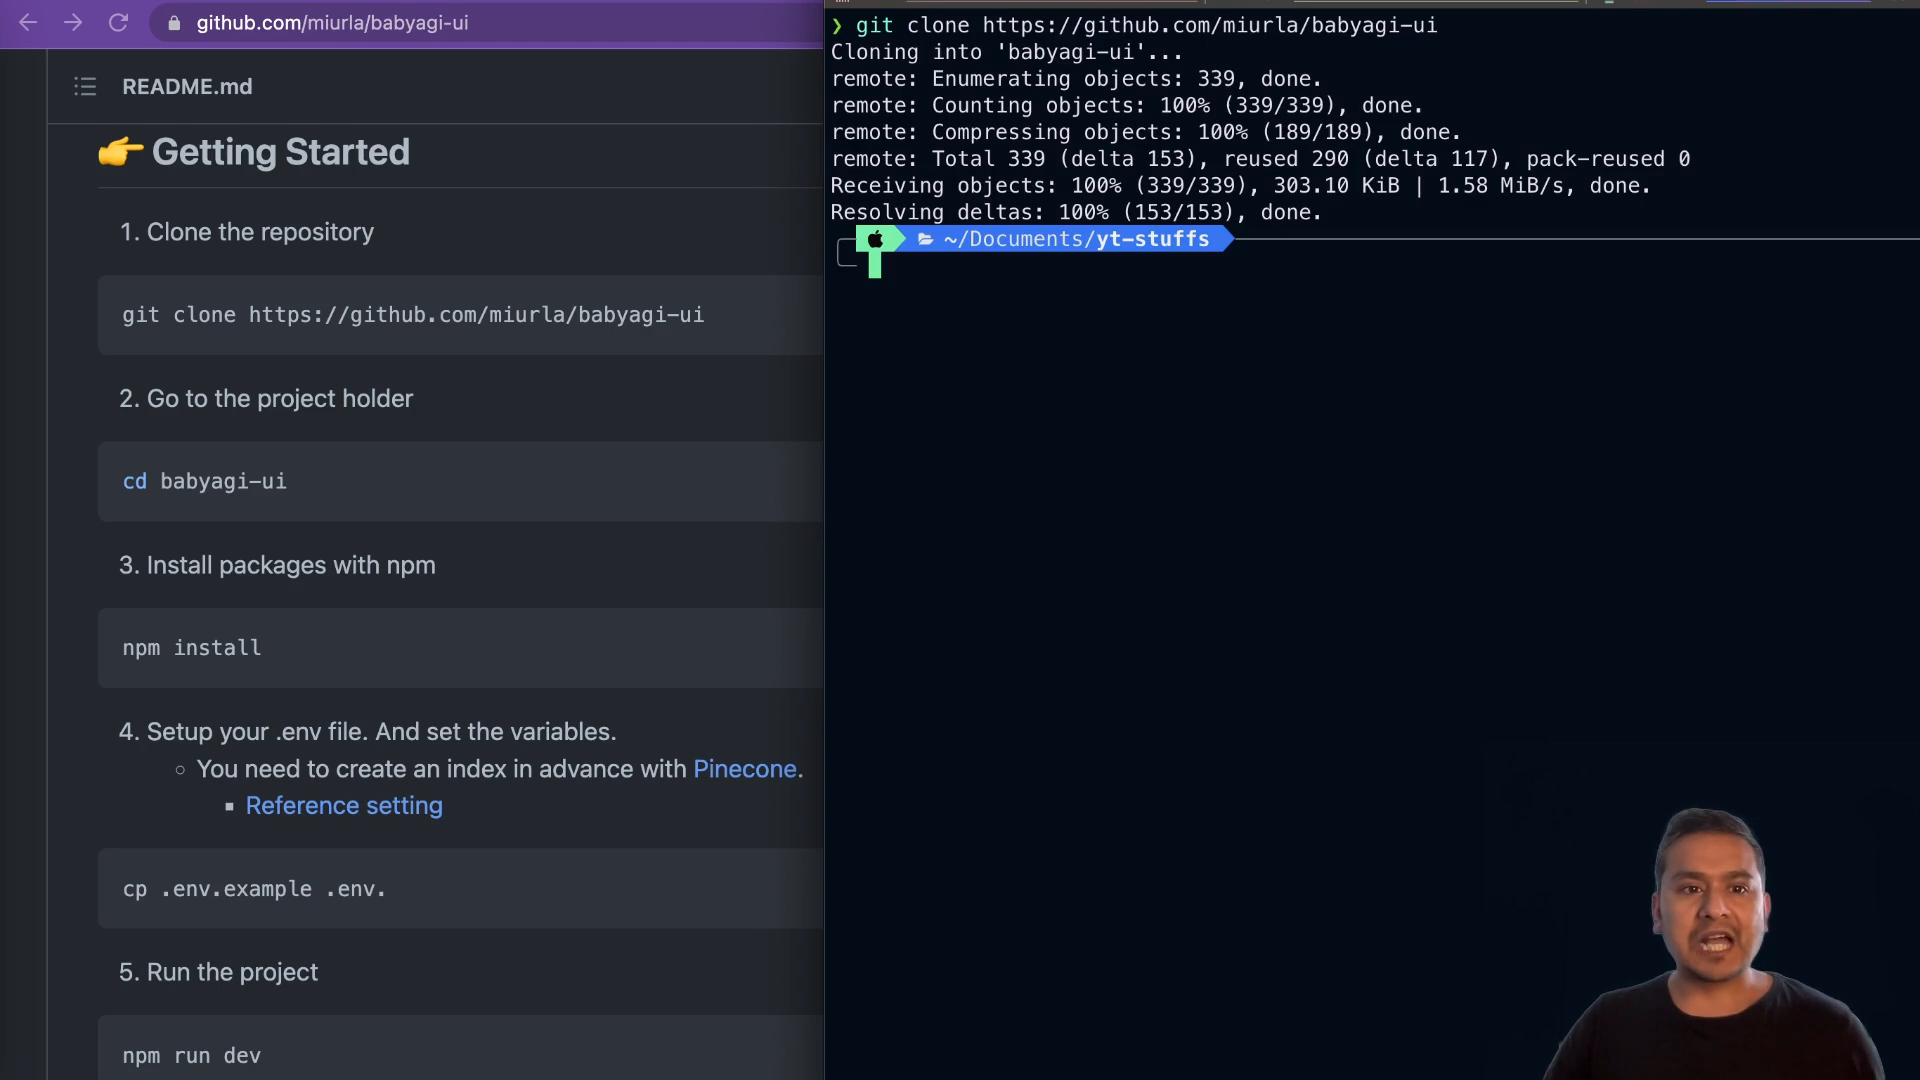 github.com/miurla/babyagi-ui
README.md
👉 Getting Started
1. Clone the repository
git clone https://github.com/miurla/babyagi-ui
2. Go to the project holder
cd babyagi-ui
3. Install packages with npm
npm install
4. Setup your .env file. And set the variables.
You need to create an index in advance with Pinecone.
Reference setting
cp .env.example .env.
5. Run the project
npm run dev
❯ git clone https://github.com/miurla/babyagi-ui
Cloning into 'babyagi-ui'...
remote: Enumerating objects: 339, done.
remote: Counting objects: 100% (339/339), done.
remote: Compressing objects: 100% (189/189), done.
remote: Total 339 (delta 153), reused 290 (delta 117), pack-reused 0
Receiving objects: 100% (339/339), 303.10 KiB | 1.58 MiB/s, done.
Resolving deltas: 100% (153/153), done.
~/Documents/yt-stuffs